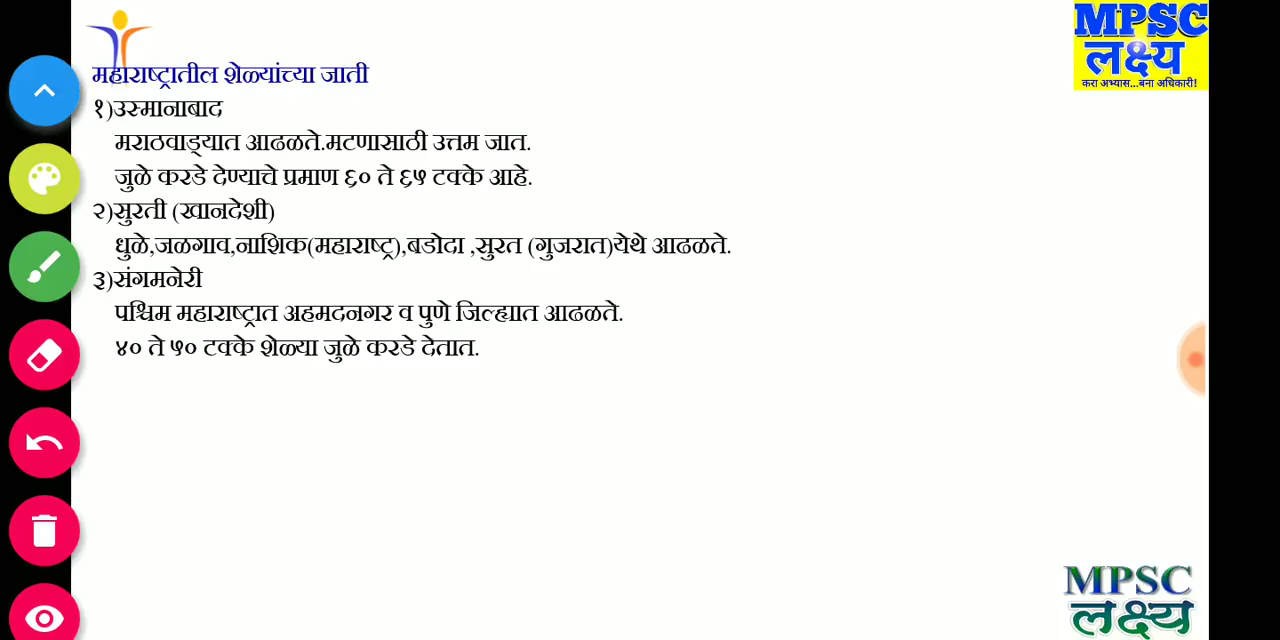 MPSC
लक्ष्य
करा अभ्यास...बना अधिकारी!
महाराष्ट्रातील शेळ्यांच्या जाती
१)उस्मानाबाद
मराठवाड्यात आढळते.मटणासाठी उत्तम जात.
जुळे करडे देण्याचे प्रमाण ६० ते ६५ टक्के आहे.
२)सुरती (खानदेशी)
धुळे,जळगाव,नाशिक(महाराष्ट्र),बडोदा ,सुरत (गुजरात)येथे आढळते.
३)संगमनेरी
पश्चिम महाराष्ट्रात अहमदनगर व पुणे जिल्ह्यात आढळते.
४० ते ५० टक्के शेळ्या जुळे करडे देतात.
MPSC
लक्ष्य